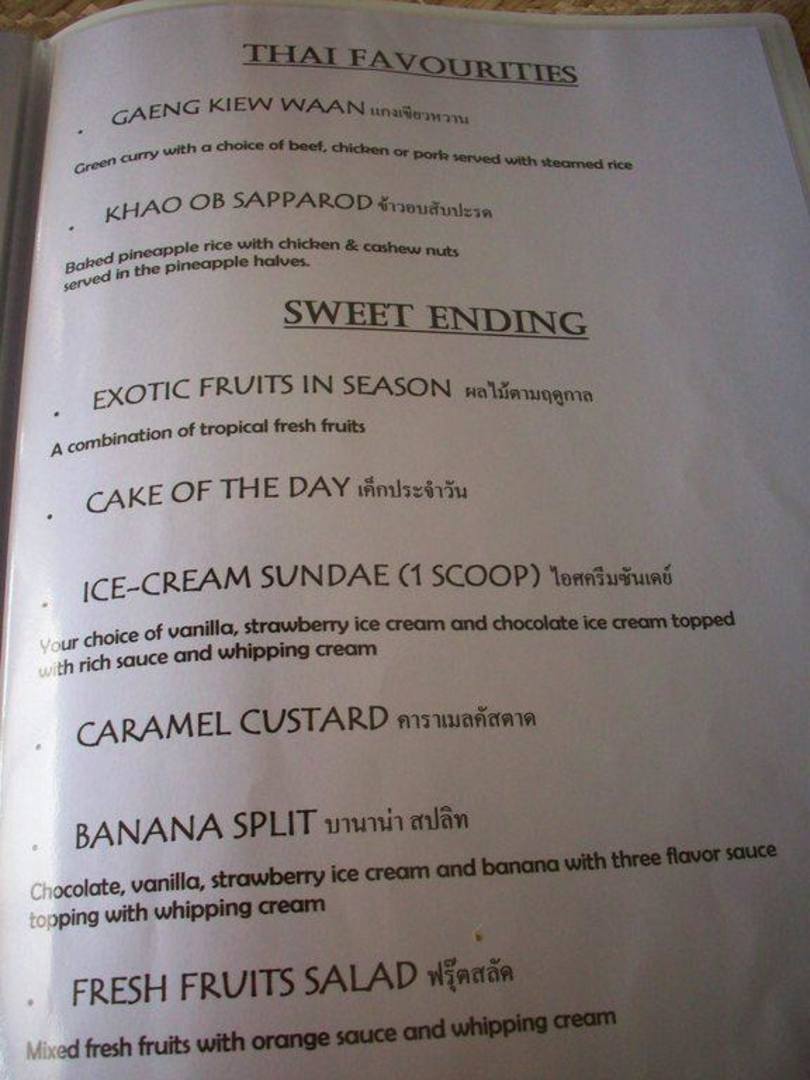 THAI FAVOURITIES
GAENG KIEW WAAN แกงเขียวหวาน
Green curry with a choice of beef, chicken or pork served with steamed rice
KHAO OB SAPPAROD ข้าวอบสับปะรด
Baked pineapple rice with chicken & cashew nuts
served in the pineapple halves.
SWEET ENDING
EXOTIC FRUITS IN SEASON ผลไม้ตามฤดูกาล
A combination of tropical fresh fruits
CAKE OF THE DAY เค็กประจำวัน
ICE-CREAM SUNDAE (1 SCOOP) ไอศครีมซันเดย์
Your choice of vanilla, strawberry ice cream and chocolate ice cream topped
with rich sauce and whipping cream
CARAMEL CUSTARD คาราเมลคัสตาด
BANANA SPLIT บานาน่า สปลิท
Chocolate, vanilla, strawberry ice cream and banana with three flavor sauce
topping with whipping cream
FRESH FRUITS SALAD ฟรุ๊ตสลัด
Mixed fresh fruits with orange sauce and whipping cream